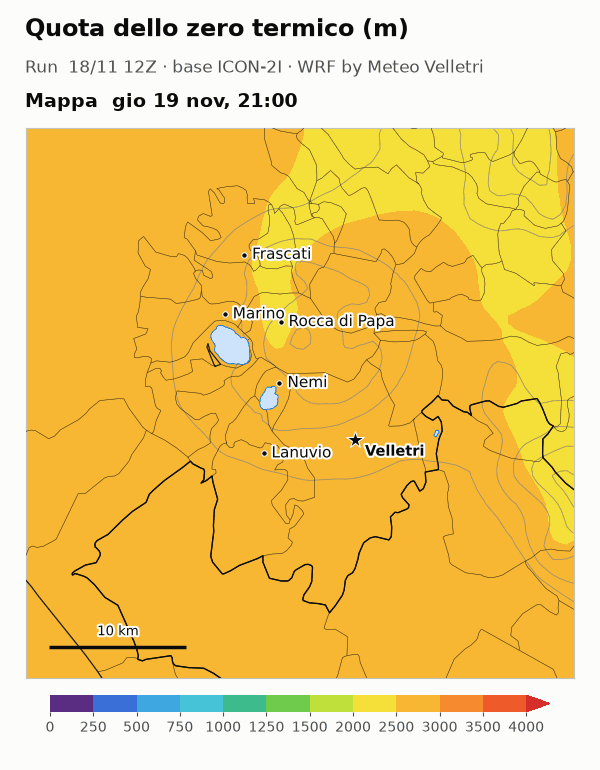 Quota dello zero termico (m)
Run  18/11 12Z · base ICON-2I · WRF by Meteo Velletri
Mappa  gio 19 nov, 21:00
Frascati
Marino
Rocca di Papa
Nemi
Velletri
Lanuvio
10 km
0 250 500 750 1000 1250 1500 2000 2500 3000 3500 4000